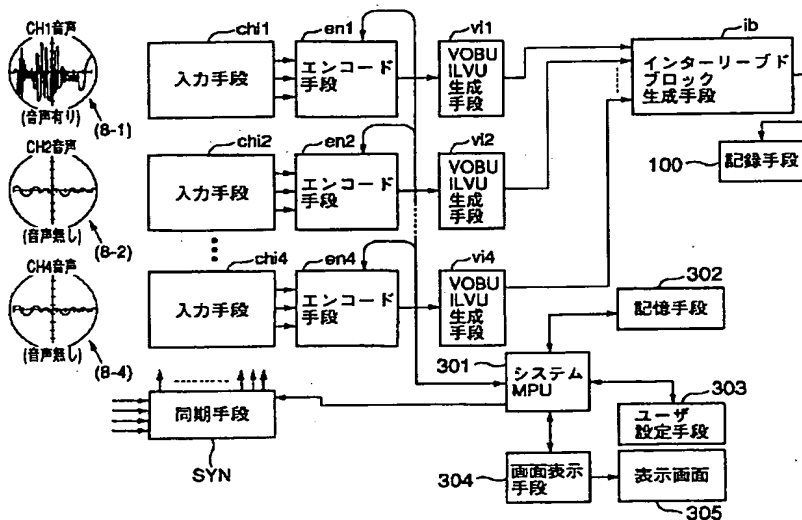 CH1音声
(音声有り)
(8-1)
chi1
入力手段
en1
エンコード
手段
vi1
VOBU
ILVU
生成
手段
ib
インターリーブド
ブロック
生成手段
100
記録手段
CH2音声
(音声無し)
(8-2)
chi2
入力手段
en2
エンコード
手段
vi2
VOBU
ILVU
生成
手段
CH4音声
(音声無し)
(8-4)
chi4
入力手段
en4
エンコード
手段
vi4
VOBU
ILVU
生成
手段
302
記憶手段
301
システム
MPU
303
ユーザ
設定手段
同期手段
SYN
304
画面表示
手段
表示画面
305